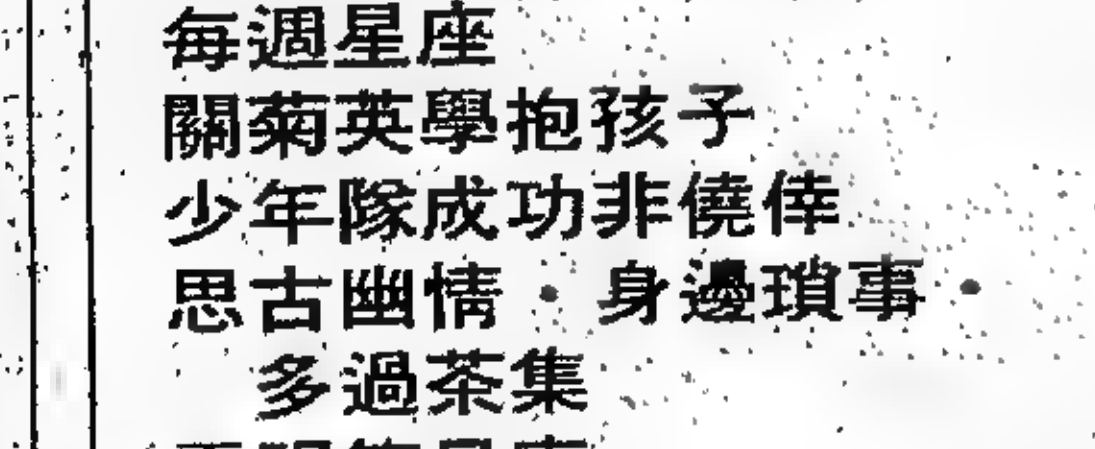 每週星座
關菊英學抱孩子
少年隊成功非僥倖
思古幽情・身邊瑣事・
多過茶集